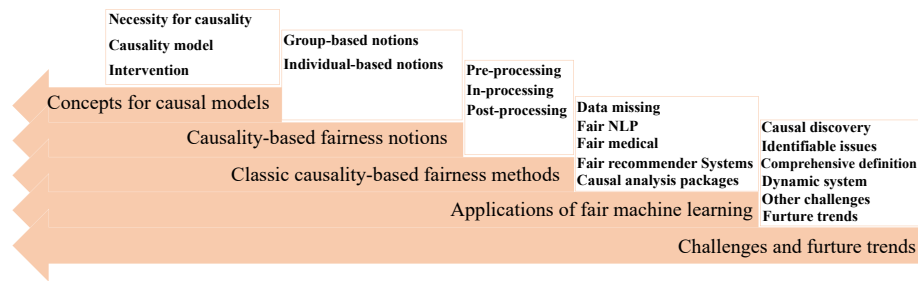 Necessity for causality
Causality model
Intervention
Concepts for causal models
Group-based notions
Individual-based notions
Causality-based fairness notions
Pre-processing
In-processing
Post-processing
Classic causality-based fairness methods
Data missing
Fair NLP
Fair medical
Fair recommender Systems
Causal analysis packages
Applications of fair machine learning
Causal discovery
Identifiable issues
Comprehensive definition
Dynamic system
Other challenges
Furture trends
Challenges and furture trends